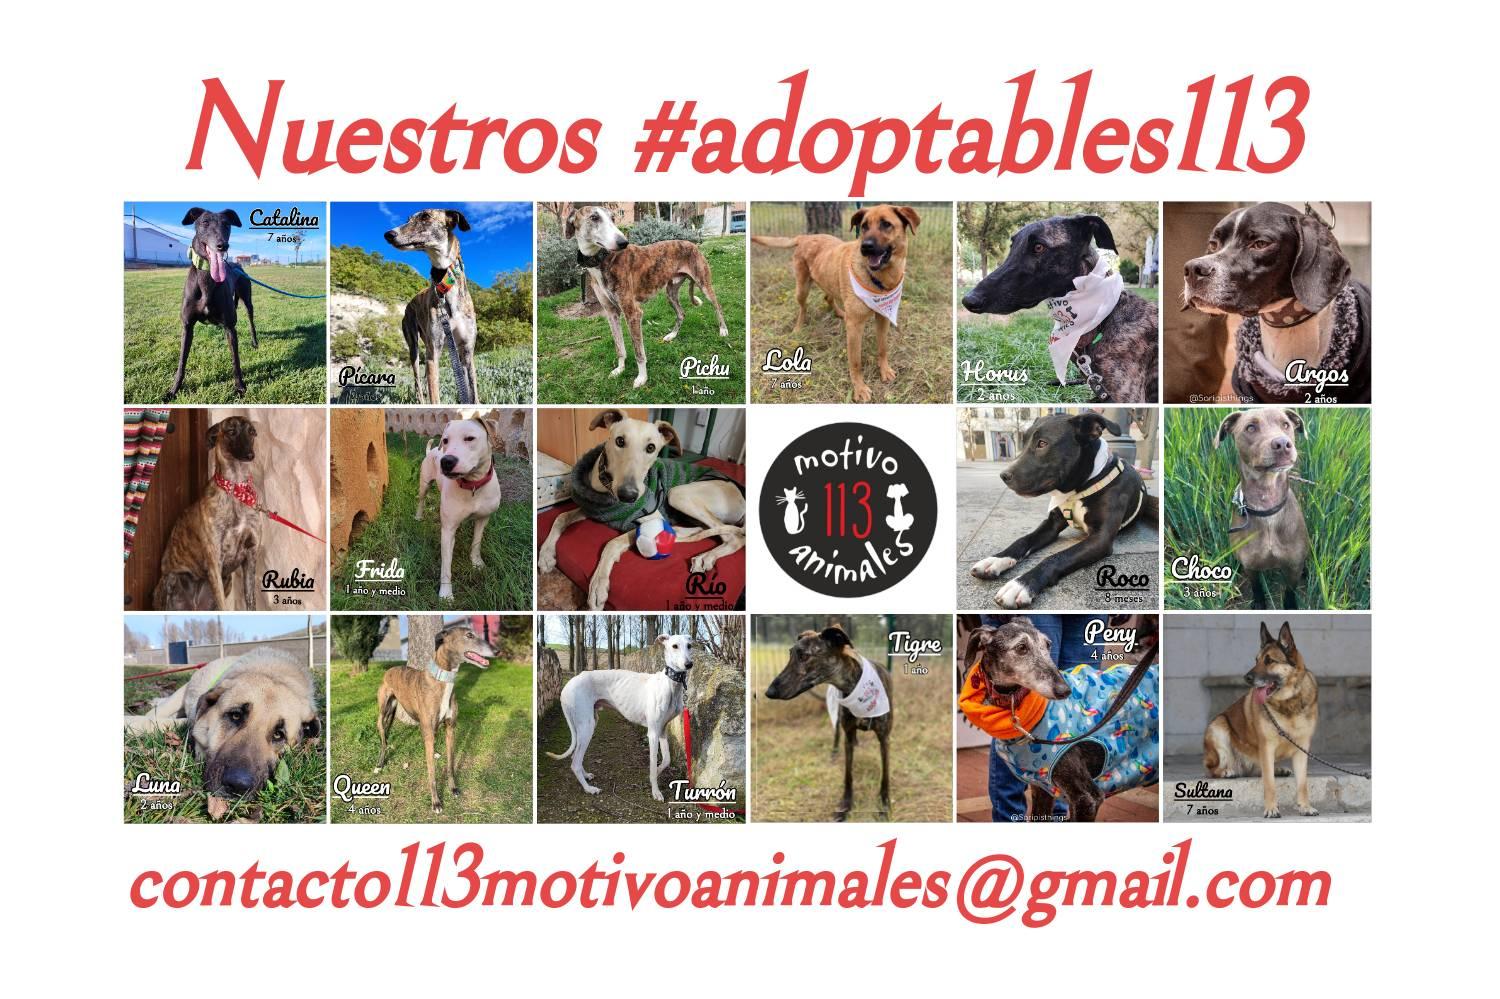 Nuestros #adoptables113
Catalina
7 años
Pícara
Pichu
1 año
Lola
7 años
Horus
2 años
Argos
2 años
@Saripisthings
Rubia
3 años
Frida
1 año y medio
Río
1 año y medio
motivo
113
animales
Roco
8 meses
Choco
3 años
Luna
2 años
Queen
4 años
Turrón
1 año y medio
Tigre
1 año
Peny
4 años
@Saripisthings
Sultana
7 años
contacto113motivoanimales@gmail.com